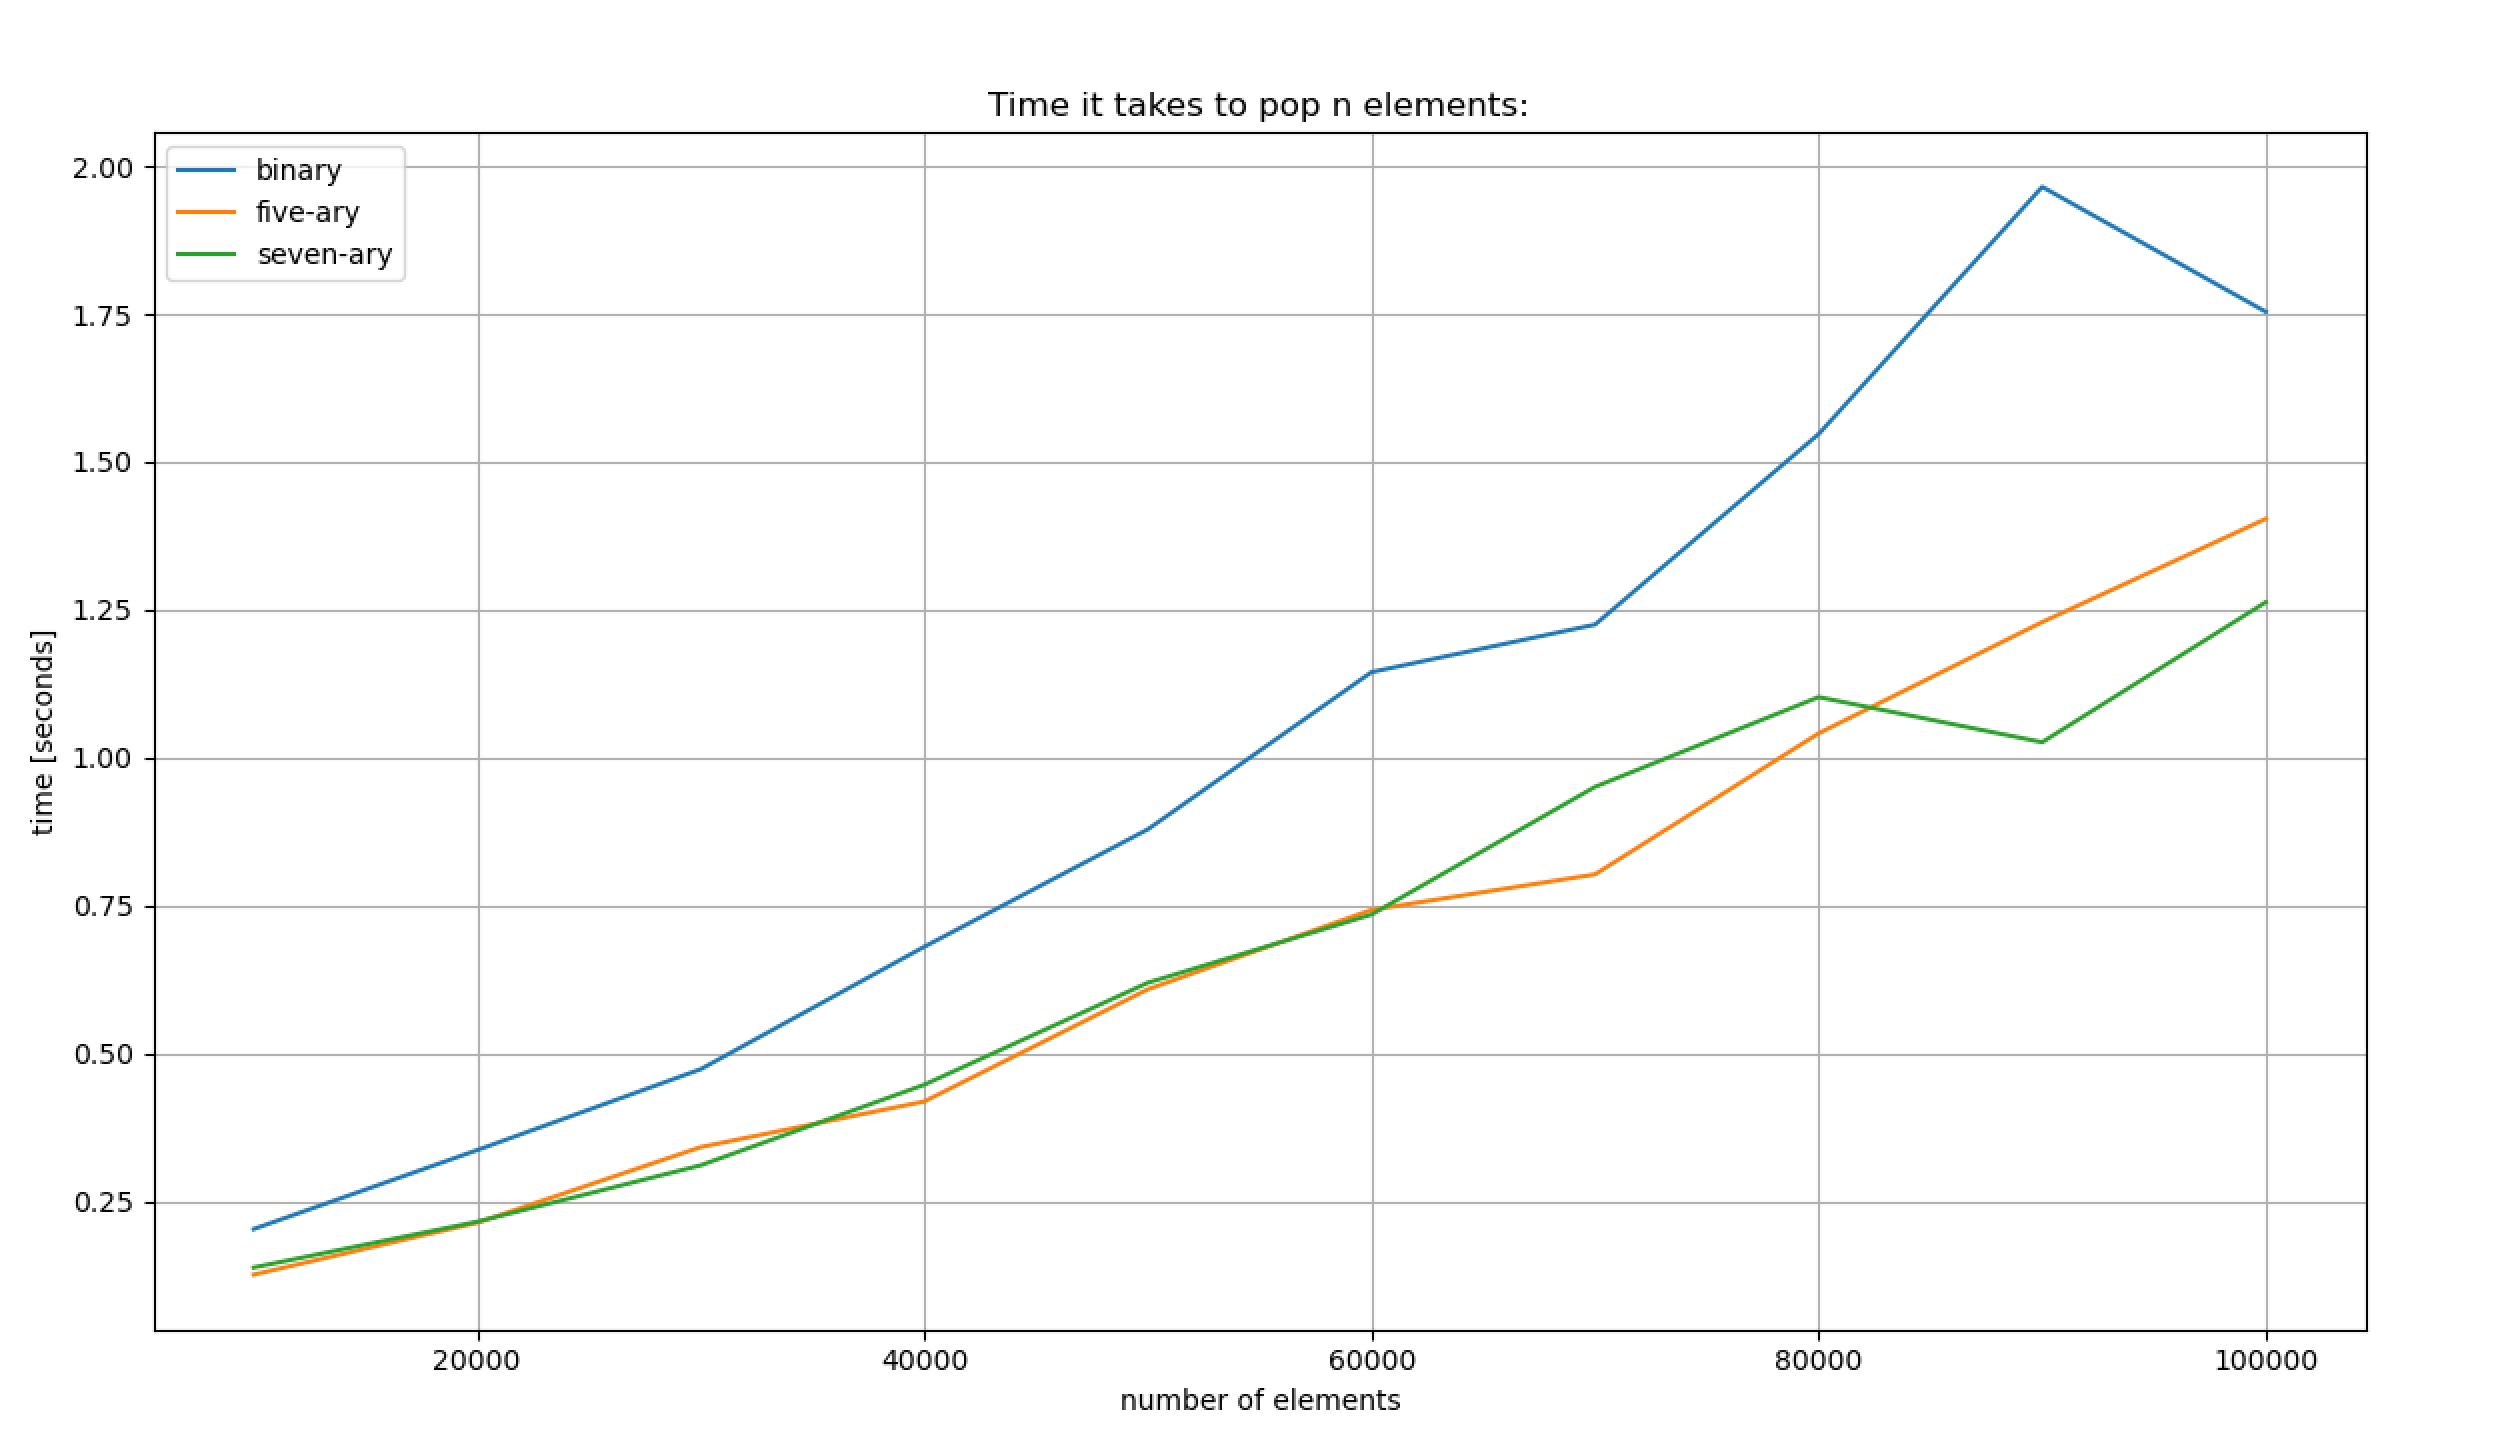 Time it takes to pop n elements:
binary
five-ary
seven-ary
2.00
1.75
1.50
1.25
1.00
0.75
0.50
0.25
time [seconds]
20000 40000 60000 80000 100000
number of elements